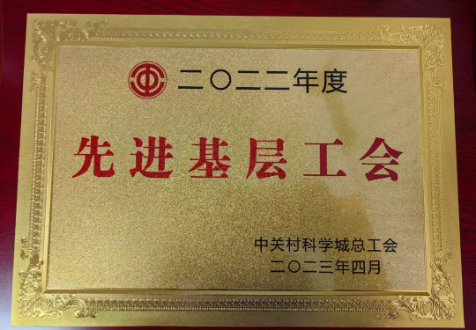 二〇二二年度
先进基层工会
中关村科学城总工会
二〇二三年四月